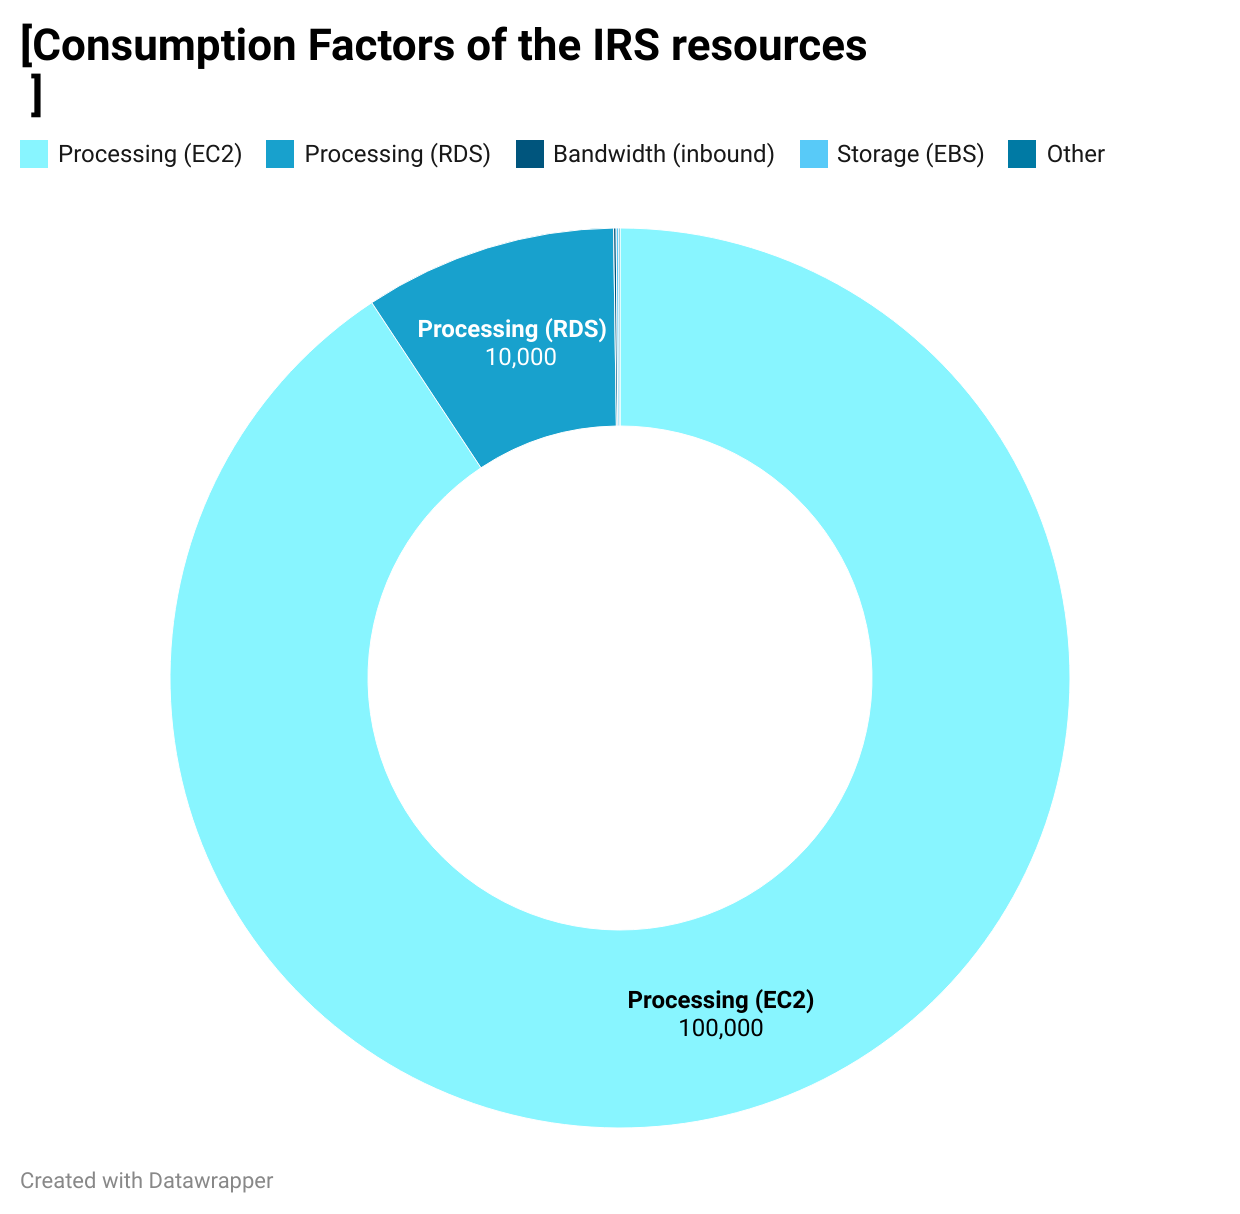 [Consumption Factors of the IRS resources
]
Processing (EC2) Processing (RDS) Bandwidth (inbound) Storage (EBS) Other
Processing (RDS)
10,000
Processing (EC2)
100,000
Created with Datawrapper